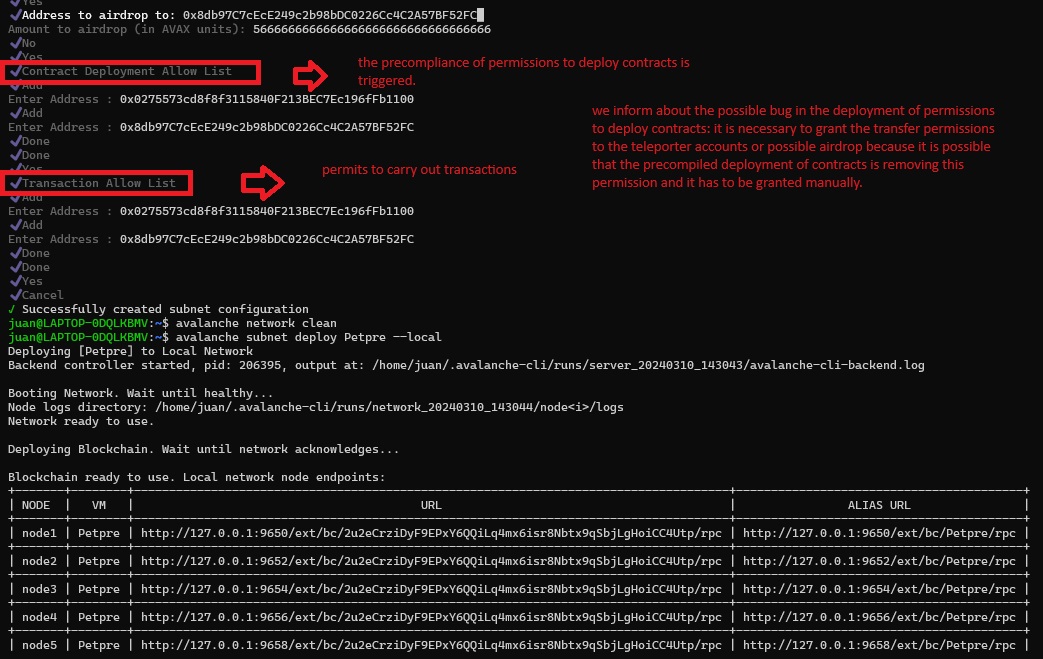 Yes
✔Address to airdrop to: 0x8db97C7cEcE249c2b98bDC0226Cc4C2A57BF52FC
Amount to airdrop (in AVAX units): 56666666666666666666666666666666666
✔No
✔Yes
✔Contract Deployment Allow List
the precompliance of permissions to deploy contracts is
triggered.
✔Add
Enter Address : 0x0275573cd8f8f3115840F213BEC7Ec196fFb1100
✔Add
Enter Address : 0x8db97C7cEcE249c2b98bDC0226Cc4C2A57BF52FC
✔Done
✔Done
✔Yes
we inform about the possible bug in the deployment of permissions
to deploy contracts: it is necessary to grant the transfer permissions
to the teleporter accounts or possible airdrop because it is possible
that the precompiled deployment of contracts is removing this
permission and it has to be granted manually.
✔Transaction Allow List
permits to carry out transactions
✔Add
Enter Address : 0x0275573cd8f8f3115840F213BEC7Ec196fFb1100
✔Add
Enter Address : 0x8db97C7cEcE249c2b98bDC0226Cc4C2A57BF52FC
✔Done
✔Done
✔Yes
✔Cancel
✓ Successfully created subnet configuration
juan@LAPTOP-0DQLKBMV:~$ avalanche network clean
juan@LAPTOP-0DQLKBMV:~$ avalanche subnet deploy Petpre --local
Deploying [Petpre] to Local Network
Backend controller started, pid: 206395, output at: /home/juan/.avalanche-cli/runs/server_20240310_143043/avalanche-cli-backend.log
Booting Network. Wait until healthy...
Node logs directory: /home/juan/.avalanche-cli/runs/network_20240310_143044/node<i>/logs
Network ready to use.
Deploying Blockchain. Wait until network acknowledges...
Blockchain ready to use. Local network node endpoints:
| NODE | VM | URL | ALIAS URL |
| node1 | Petpre | http://127.0.0.1:9650/ext/bc/2u2eCrziDyF9EPxY6QQiLq4mx6isr8Nbtx9qSbjLgHoiCC4Utp/rpc | http://127.0.0.1:9650/ext/bc/Petpre/rpc |
| node2 | Petpre | http://127.0.0.1:9652/ext/bc/2u2eCrziDyF9EPxY6QQiLq4mx6isr8Nbtx9qSbjLgHoiCC4Utp/rpc | http://127.0.0.1:9652/ext/bc/Petpre/rpc |
| node3 | Petpre | http://127.0.0.1:9654/ext/bc/2u2eCrziDyF9EPxY6QQiLq4mx6isr8Nbtx9qSbjLgHoiCC4Utp/rpc | http://127.0.0.1:9654/ext/bc/Petpre/rpc |
| node4 | Petpre | http://127.0.0.1:9656/ext/bc/2u2eCrziDyF9EPxY6QQiLq4mx6isr8Nbtx9qSbjLgHoiCC4Utp/rpc | http://127.0.0.1:9656/ext/bc/Petpre/rpc |
| node5 | Petpre | http://127.0.0.1:9658/ext/bc/2u2eCrziDyF9EPxY6QQiLq4mx6isr8Nbtx9qSbjLgHoiCC4Utp/rpc | http://127.0.0.1:9658/ext/bc/Petpre/rpc |